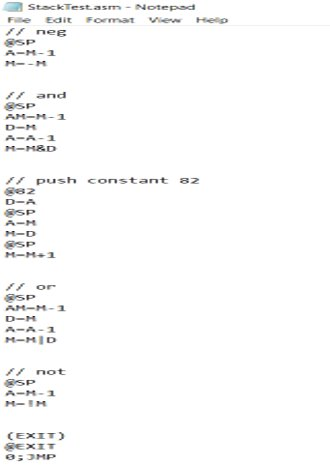 StackTest.asm - Notepad
File Edit Format View Help
// neg
@SP
A=M-1
M=-M
// and
@SP
AM=M-1
D=M
A=A-1
M=M&D
// push constant 82
@82
D=A
@SP
A=M
M=D
@SP
M=M+1
// or
@SP
AM=M-1
D=M
A=A-1
M=M|D
// not
@SP
A=M-1
M=!M
(EXIT)
@EXIT
0;JMP